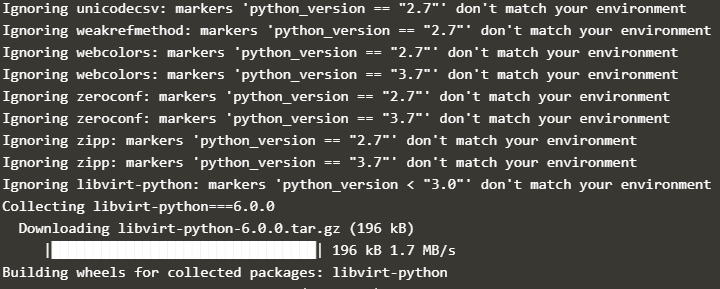 Ignoring unicodecsv: markers 'python_version == "2.7"' don't match your environment
Ignoring weakrefmethod: markers 'python_version == "2.7"' don't match your environment
Ignoring webcolors: markers 'python_version == "2.7"' don't match your environment
Ignoring webcolors: markers 'python_version == "3.7"' don't match your environment
Ignoring zeroconf: markers 'python_version == "2.7"' don't match your environment
Ignoring zeroconf: markers 'python_version == "3.7"' don't match your environment
Ignoring zipp: markers 'python_version == "2.7"' don't match your environment
Ignoring zipp: markers 'python_version == "3.7"' don't match your environment
Ignoring libvirt-python: markers 'python_version < "3.0"' don't match your environment
Collecting libvirt-python===6.0.0
Downloading libvirt-python-6.0.0.tar.gz (196 kB)
196 kB 1.7 MB/s
Building wheels for collected packages: libvirt-python